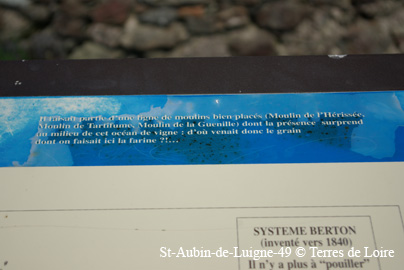 Il faisait partie d'une ligne de moulins bien placés (Moulin de l'Hérissée,
Moulin de Tartifume, Moulin de la Guenille) dont la présence surprend
au milieu de cet océan de vigne : d'où venait donc le grain
dont on faisait ici la farine ?!...
SYSTEME BERTON
(inventé vers 1840)
Il n'y a plus à "pouiller"
St-Aubin-de-Luigne-49 © Terres de Loire